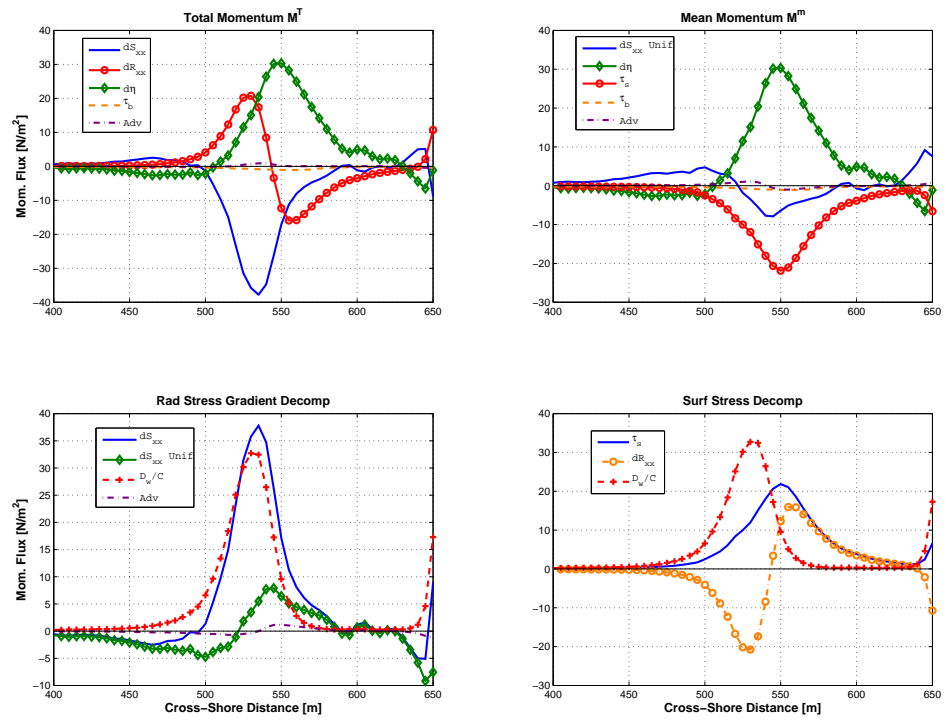 Total Momentum M^T
Mom. Flux [N/m²]
40
30
20
10
0
−10
−20
−30
−40
400 450 500 550 600 650
dS_xx
dR_xx
dη
τ_b
Adv
Mean Momentum M^m
40
30
20
10
0
−10
−20
−30
400 450 500 550 600 650
dS_xx Unif
dη
τ_s
τ_b
Adv
Rad Stress Gradient Decomp
Mom. Flux [N/m²]
40
35
30
25
20
15
10
5
0
−5
−10
400 450 500 550 600 650
Cross−Shore Distance [m]
dS_xx
dS_xx Unif
D_w/C
Adv
Surf Stress Decomp
40
30
20
10
0
−10
−20
−30
400 450 500 550 600 650
Cross−Shore Distance [m]
τ_s
dR_xx
D_w/C